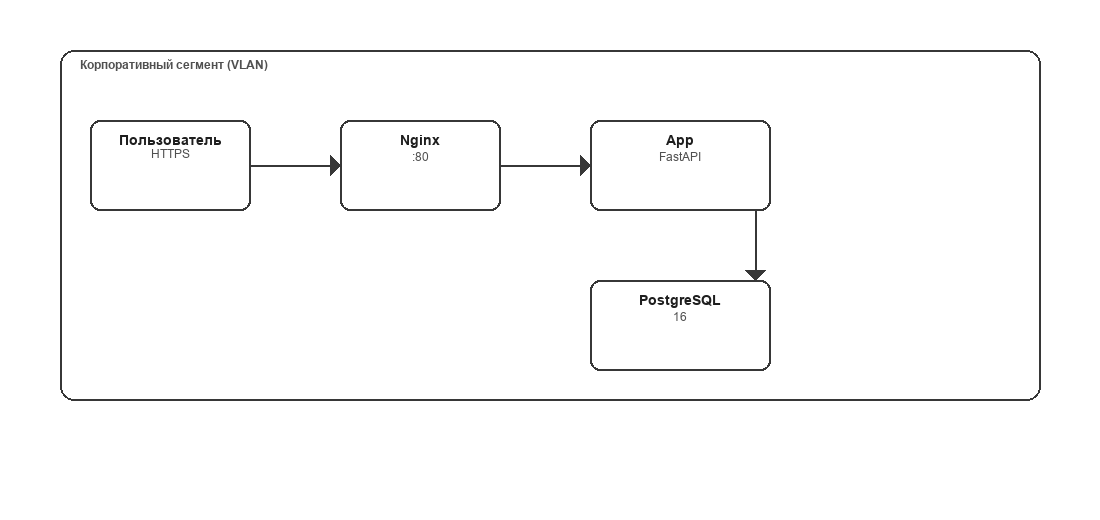 Корпоративный сегмент (VLAN)
Пользователь
HTTPS
Nginx
:80
App
FastAPI
PostgreSQL
16